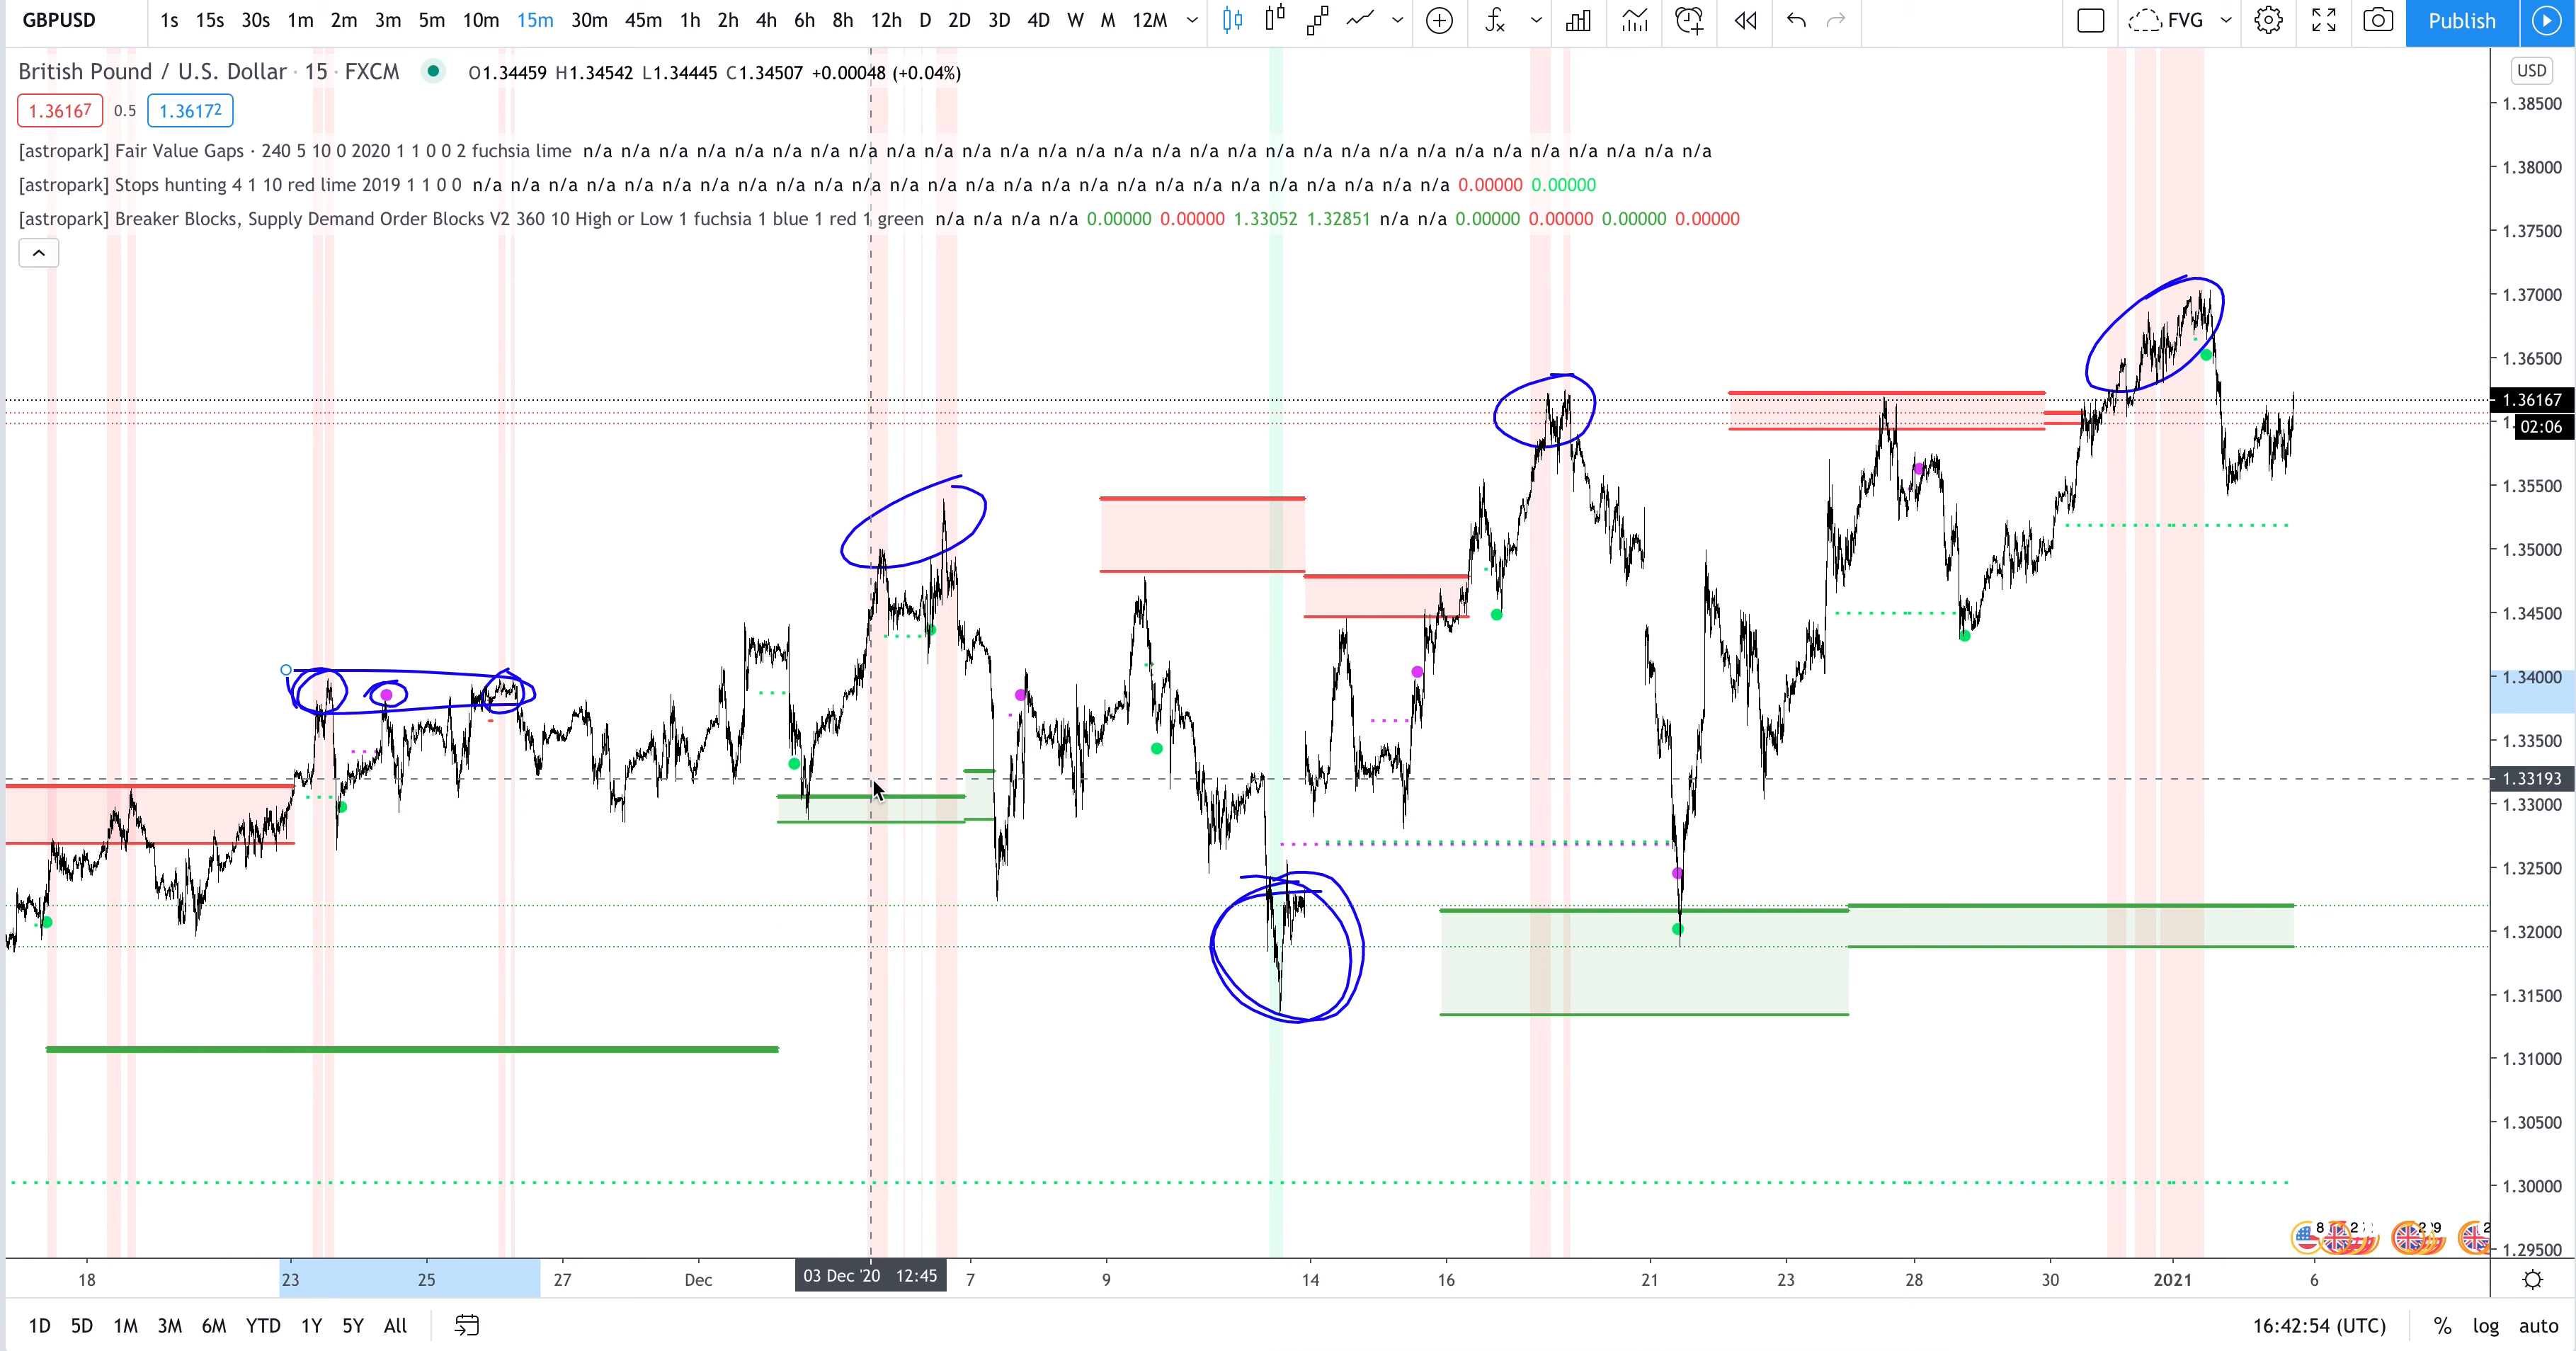 GBPUSD 1s 15s 30s 1m 2m 3m 5m 10m 15m 30m 45m 1h 2h 4h 6h 8h 12h D 2D 3D 4D W M 12M FVG Publish
British Pound / U.S. Dollar · 15 · FXCM O1.34459 H1.34542 L1.34445 C1.34507 +0.00048 (+0.04%)
USD
1.36167 0.5 1.36172
[astropark] Fair Value Gaps · 240 5 10 0 2020 1 1 0 0 2 fuchsia lime n/a n/a n/a n/a n/a n/a n/a n/a n/a n/a n/a n/a n/a n/a n/a n/a n/a n/a n/a n/a n/a n/a n/a n/a n/a n/a n/a n/a n/a n/a
[astropark] Stops hunting 4 1 10 red lime 2019 1 1 0 0 n/a n/a n/a n/a n/a n/a n/a n/a n/a n/a n/a n/a n/a n/a n/a n/a n/a n/a n/a n/a n/a n/a n/a n/a n/a n/a 0.00000 0.00000
[astropark] Breaker Blocks, Supply Demand Order Blocks V2 360 10 High or Low 1 fuchsia 1 blue 1 red 1 green n/a n/a n/a n/a 0.00000 0.00000 1.33052 1.32851 n/a n/a 0.00000 0.00000 0.00000 0.00000
1.38500
1.38000
1.37500
1.37000
1.36500
1.36167
02:06
1.35500
1.35000
1.34500
1.34000
1.33500
1.33193
1.33000
1.32500
1.32000
1.31500
1.31000
1.30500
1.30000
1.29500
18 23 25 27 Dec 03 Dec '20 12:45 7 9 14 16 21 23 28 30 2021 6
1D 5D 1M 3M 6M YTD 1Y 5Y All 16:42:54 (UTC) % log auto